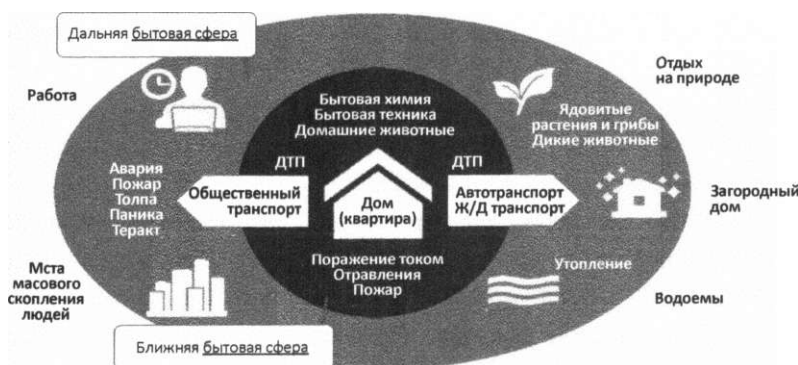 Дальняя бытовая сфера
Работа
Авария
Пожар
Толпа
Паника
Теракт
Мста
массового
скопления
людей
Ближняя бытовая сфера
Бытовая химия
Бытовая техника
Домашние животные
ДТП
ДТП
Общественный
транспорт
Дом
(квартира)
Автотранспорт
Ж/Д транспорт
Поражение током
Отравления
Пожар
Отдых
на природе
Ядовитые
растения и грибы
Дикие животные
Загородный
дом
Утопление
Водоемы